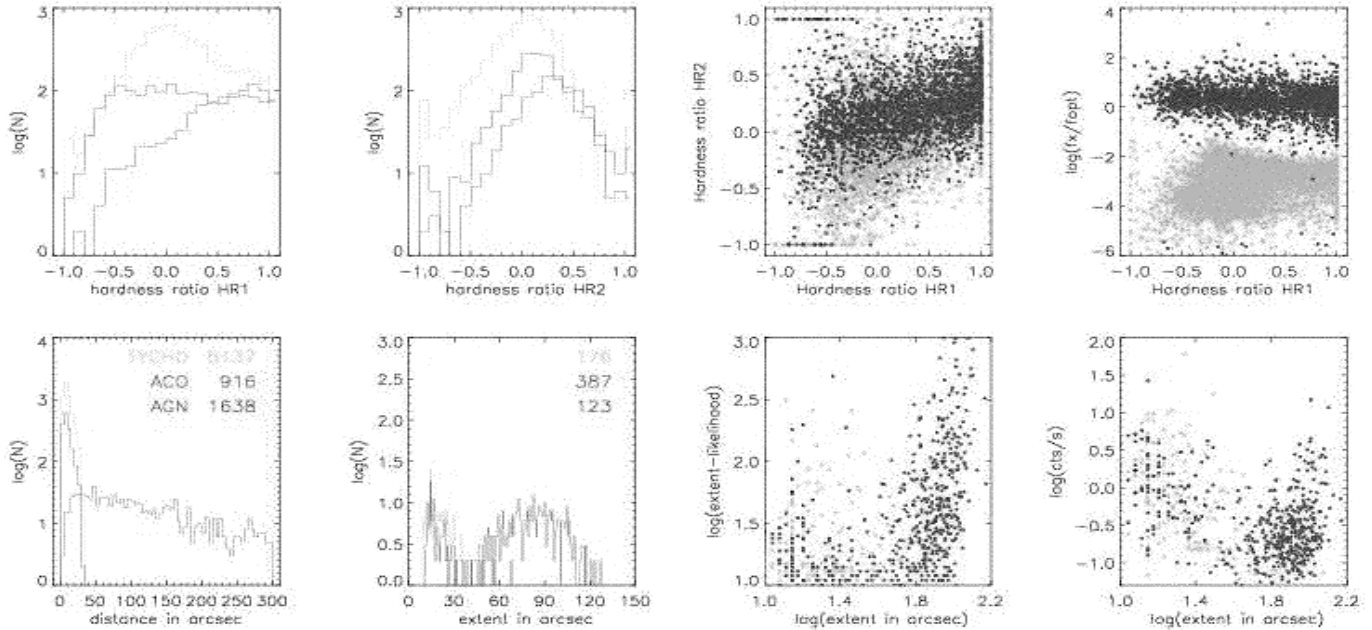 3
2
1
0
log(N)
−1.0 −0.5 0.0 0.5 1.0
hardness ratio HR1
3
2
1
0
log(N)
−1.0 −0.5 0.0 0.5 1.0
hardness ratio HR2
1.0
0.5
0.0
−0.5
−1.0
Hardness ratio HR2
−1.0 −0.5 0.0 0.5 1.0
Hardness ratio HR1
4
2
0
−2
−4
−6
log(fx/fopt)
−1.0 −0.5 0.0 0.5 1.0
Hardness ratio HR1
4
3
2
1
0
log(N)
TYCHO 5137
ACO 916
AGN 1638
0 50 100 150 200 250 300
distance in arcsec
3.0
2.5
2.0
1.5
1.0
0.5
0.0
log(N)
176
387
123
0 30 60 90 120 150
extent in arcsec
3.0
2.5
2.0
1.5
1.0
log(extent-likelihood)
1.0 1.4 1.8 2.2
log(extent in arcsec)
2.0
1.5
1.0
0.5
0.0
−0.5
−1.0
log(cts/s)
1.0 1.4 1.8 2.2
log(extent in arcsec)